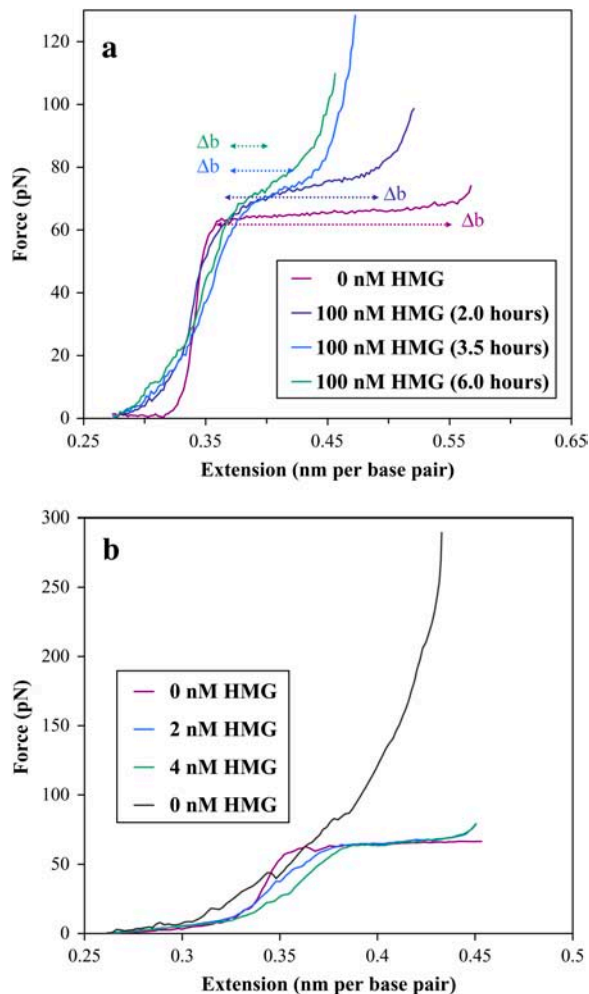 a
120
100
80
60
40
20
0
Force (pN)
Δb
Δb
Δb
Δb
0 nM HMG
100 nM HMG (2.0 hours)
100 nM HMG (3.5 hours)
100 nM HMG (6.0 hours)
0.25 0.35 0.45 0.55 0.65
Extension (nm per base pair)
b
300
250
200
150
100
50
0
Force (pN)
0 nM HMG
2 nM HMG
4 nM HMG
0 nM HMG
0.25 0.3 0.35 0.4 0.45 0.5
Extension (nm per base pair)